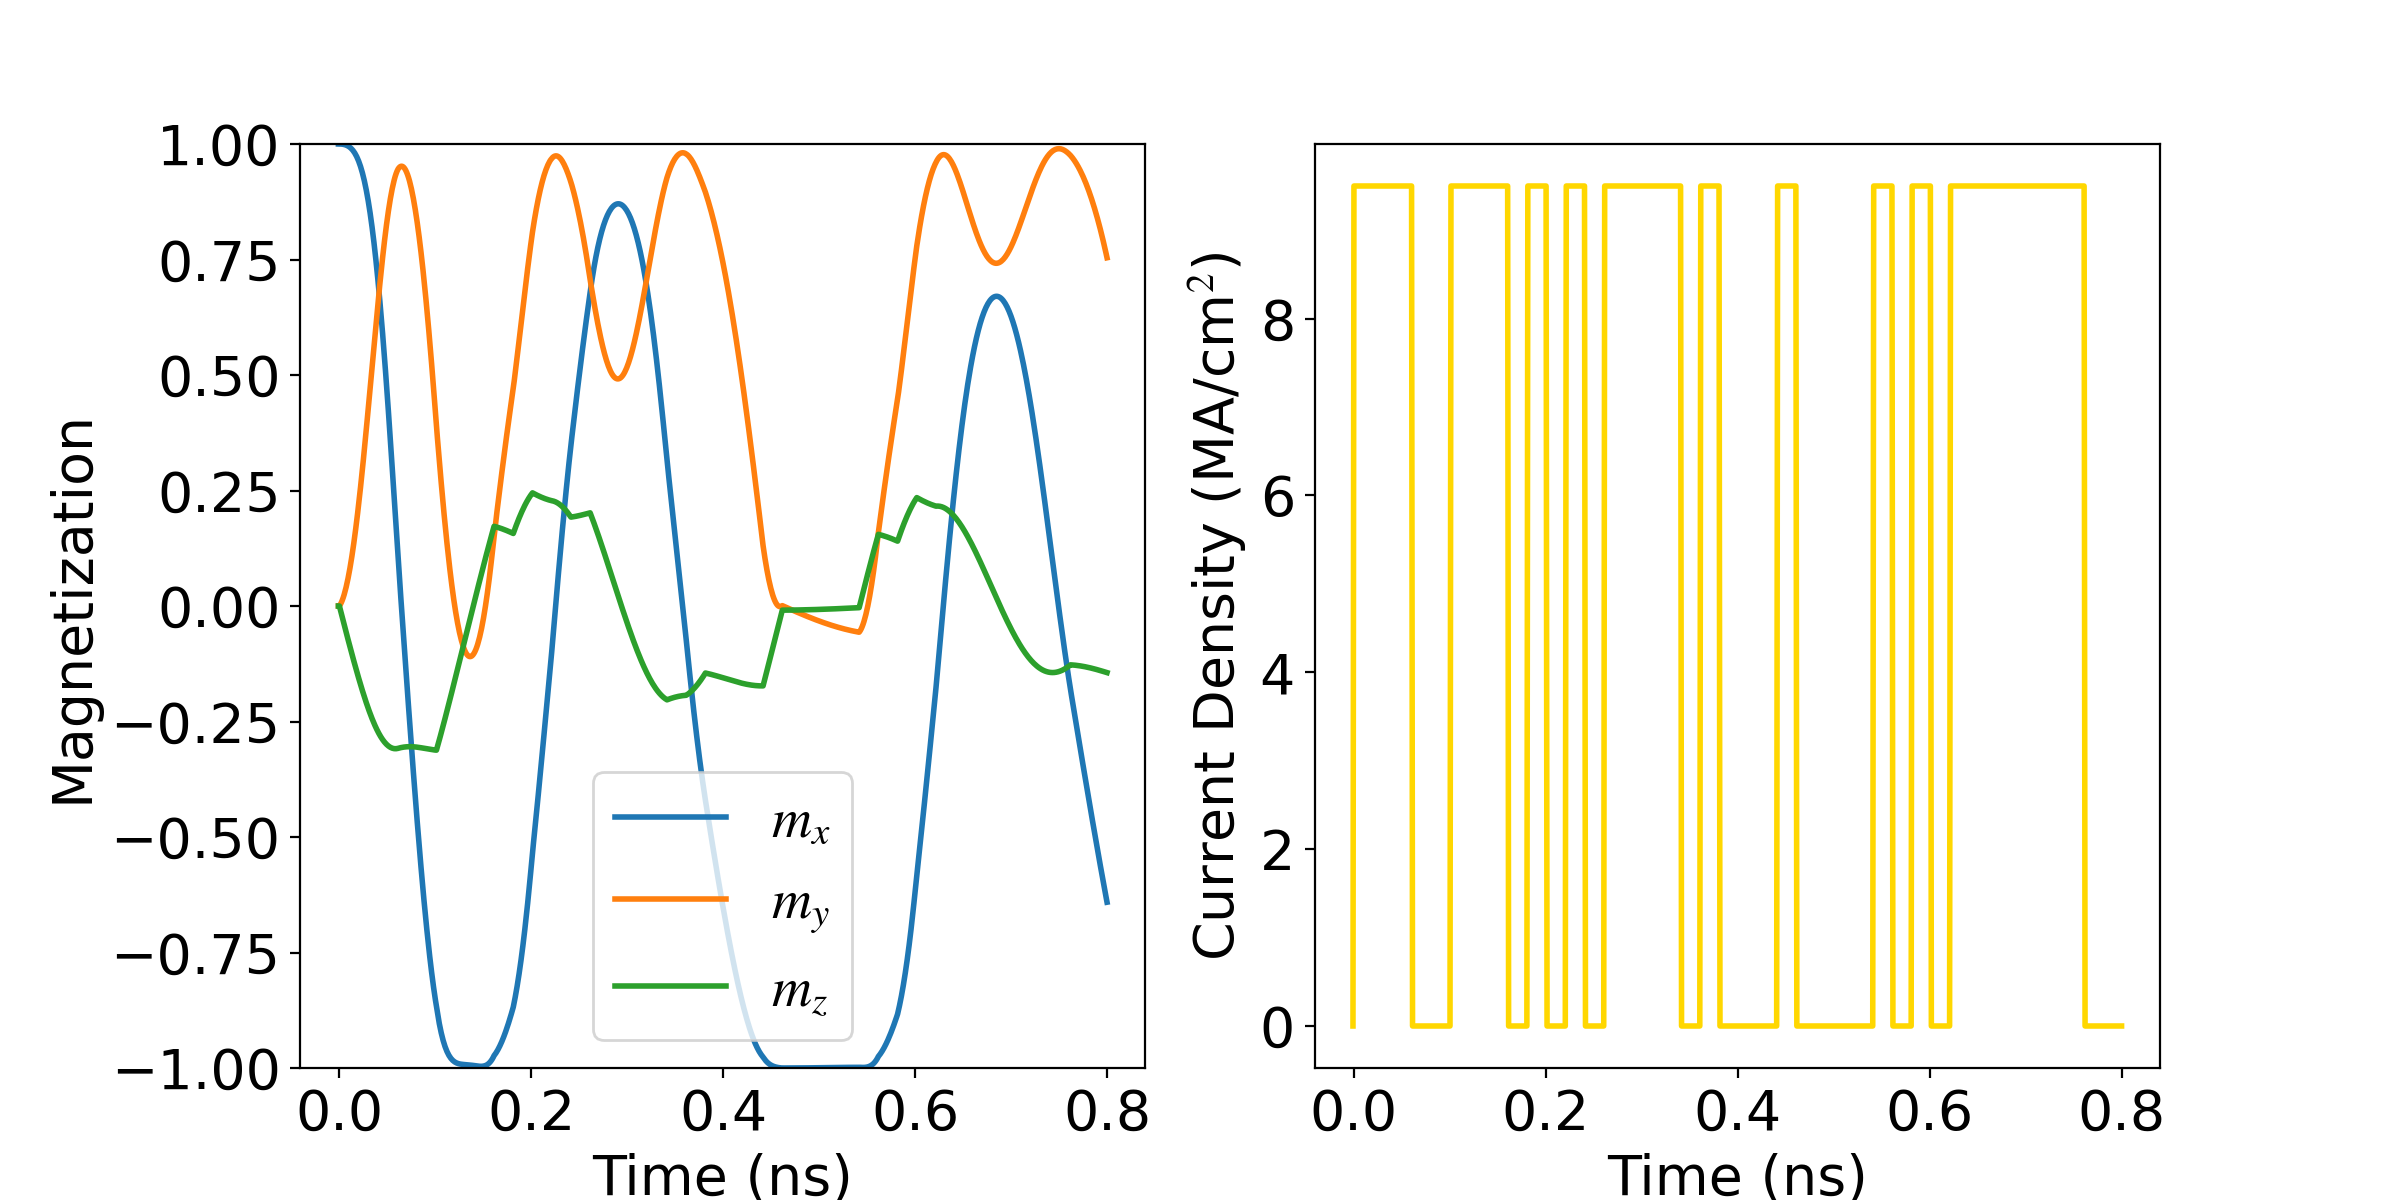 Magnetization
1.00
0.75
0.50
0.25
0.00
−0.25
−0.50
−0.75
−1.00
0.0 0.2 0.4 0.6 0.8
Time (ns)
m_x
m_y
m_z
Current Density (MA/cm²)
8
6
4
2
0
0.0 0.2 0.4 0.6 0.8
Time (ns)